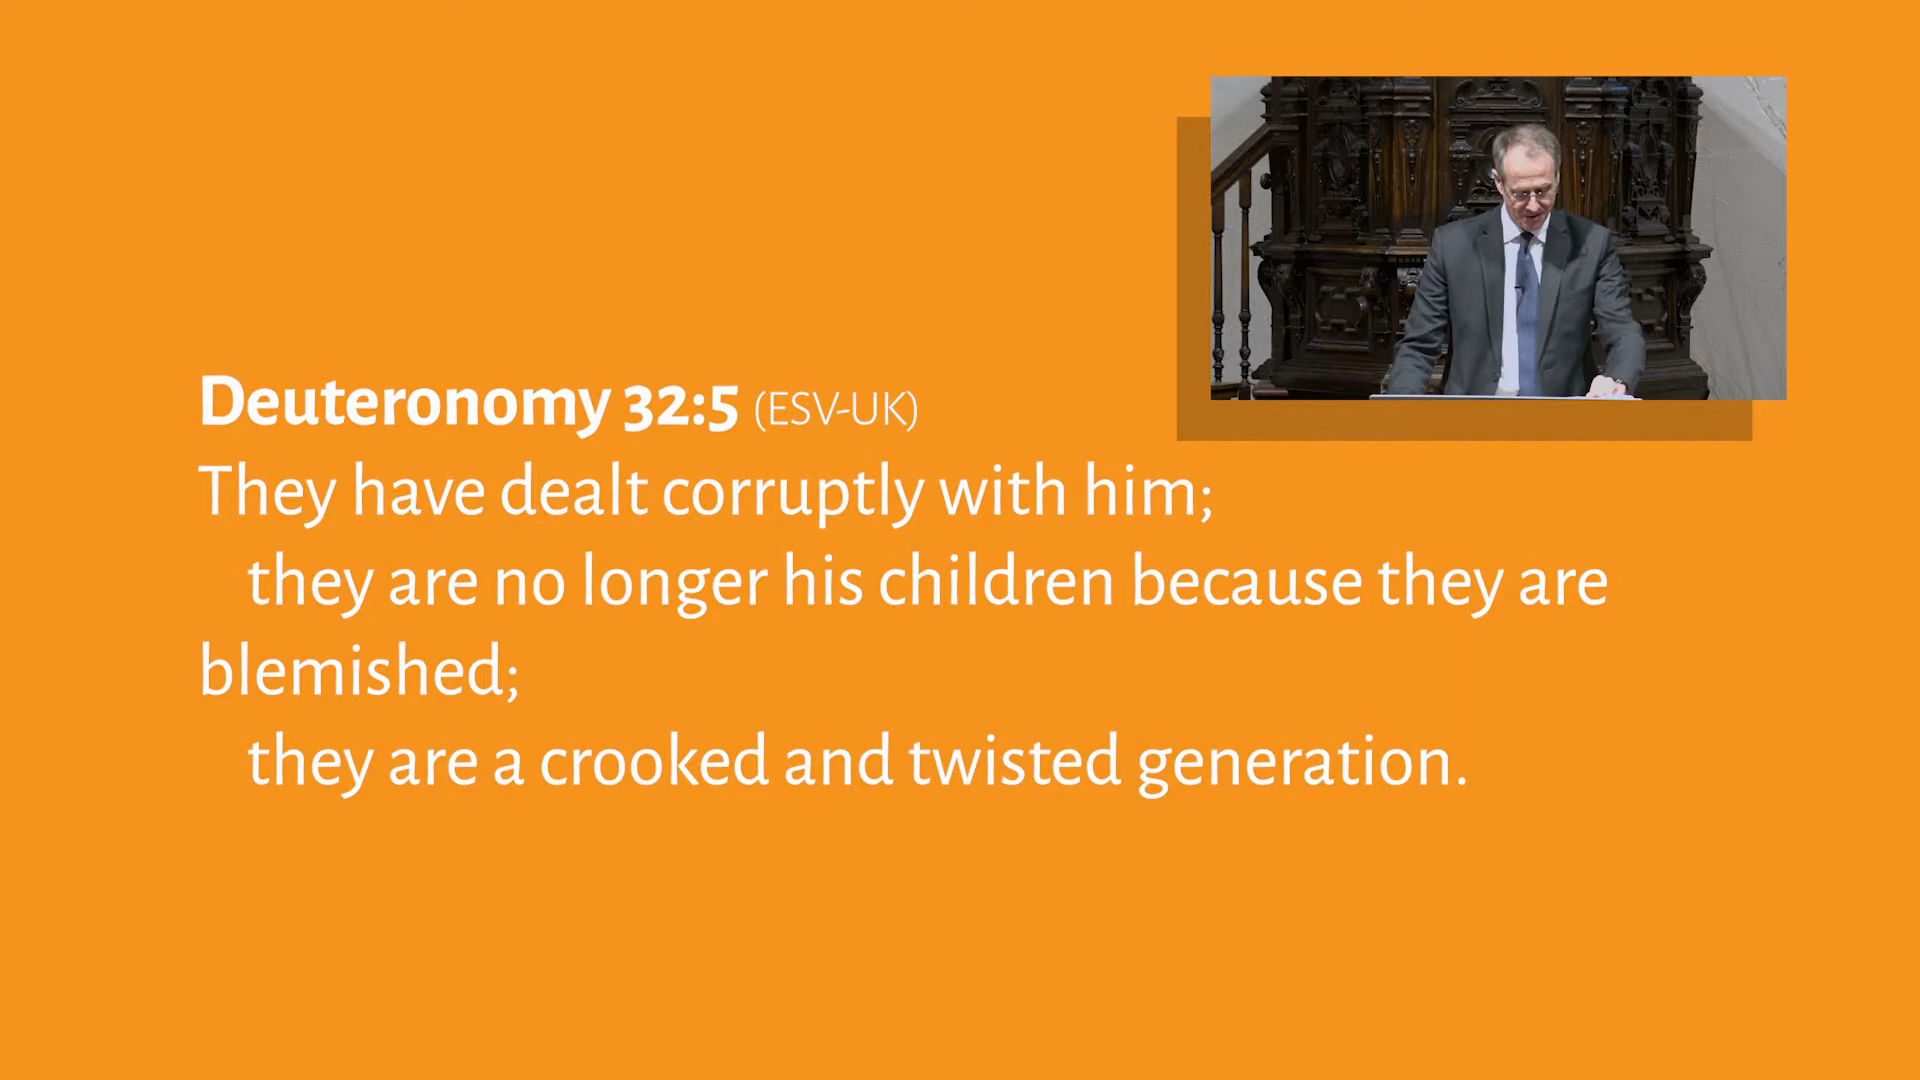 Deuteronomy 32:5 (ESV-UK)
They have dealt corruptly with him;
they are no longer his children because they are
blemished;
they are a crooked and twisted generation.